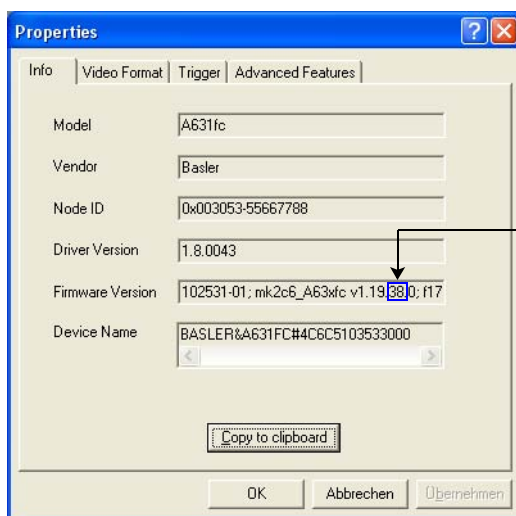 Properties
Info Video Format Trigger Advanced Features
Model A631fc
Vendor Basler
Node ID 0x003053-55667788
Driver Version 1.8.0043
Firmware Version 102531-01; mk2c6_A63xfc v1.19.38.0; f17
Device Name BASLER&A631FC#4C6C5103533000
Copy to clipboard
OK Abbrechen Übernehmen